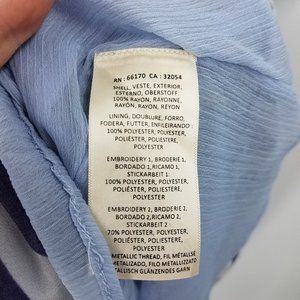 RN : 66170 CA : 32054
SHELL, VESTE, EXTERIOR,
ESTERNO, OBERSTOFF:
100% RAYON, RAYONNE,
RAYON, RAYON, RÉYON
LINING, DOUBLURE, FORRO,
FODERA, FUTTER, ENFILEIRANDO :
100% POLYESTER, POLYESTER,
POLIÉSTER, POLIESTERE,
POLYESTER
EMBROIDERY 1, BRODERIE 1,
BORDADO 1, RICAMO 1,
STICKARBEIT 1:
100% POLYESTER, POLYESTER,
POLIÉSTER, POLIESTERE,
POLYESTER
EMBROIDERY 2, BRODERIE 2,
BORDADO 2, RICAMO 2,
STICKARBEIT 2:
70% POLYESTER, POLYESTER,
POLIÉSTER, POLIESTERE,
POLYESTER
METALLIC THREAD, FIL MÉTALLSE
METALIZADO, FILO METALLIZZATO
TALLISCH GLÄNZENDES GARN